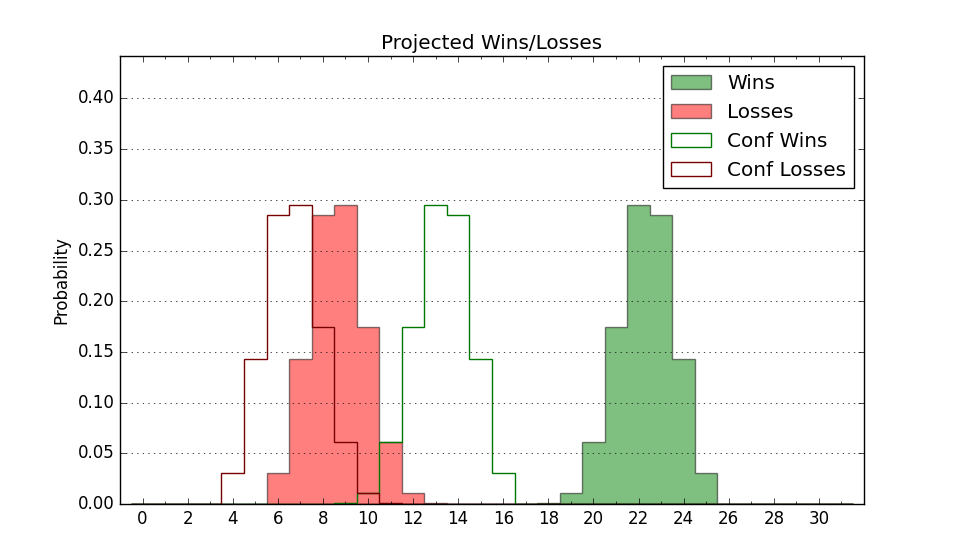 Projected Wins/Losses
Wins
Losses
Conf Wins
Conf Losses
Probability
0.40
0.35
0.30
0.25
0.20
0.15
0.10
0.05
0.00
0 2 4 6 8 10 12 14 16 18 20 22 24 26 28 30